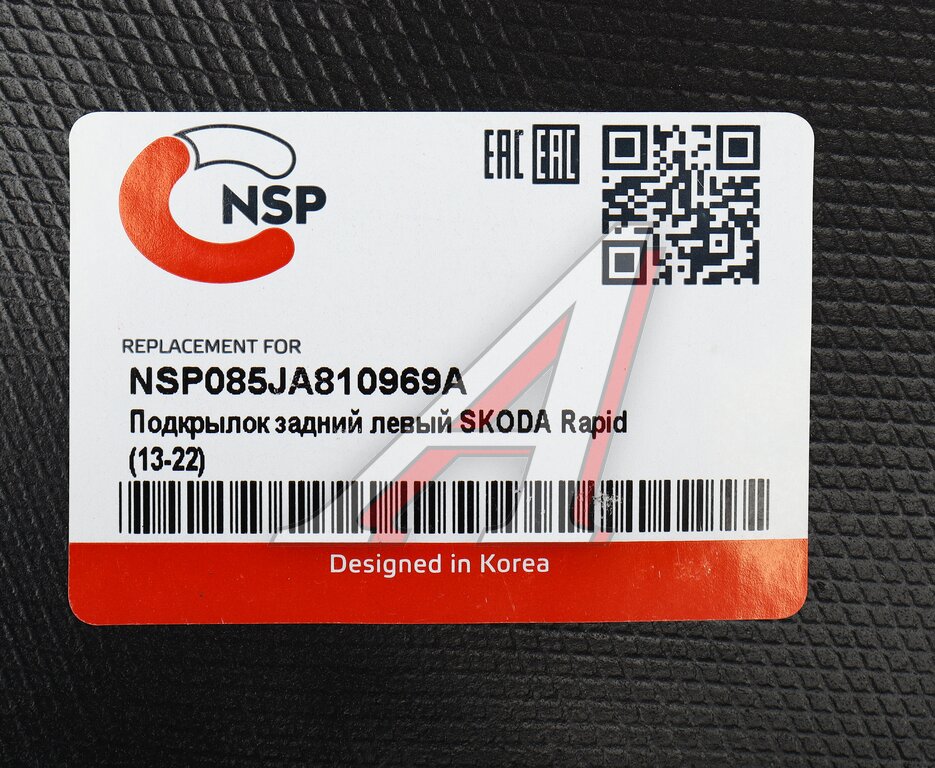 NSP
EAC EAC
REPLACEMENT FOR
NSP085JA810969A
Подкрылок задний левый SKODA Rapid
(13-22)
Designed in Korea